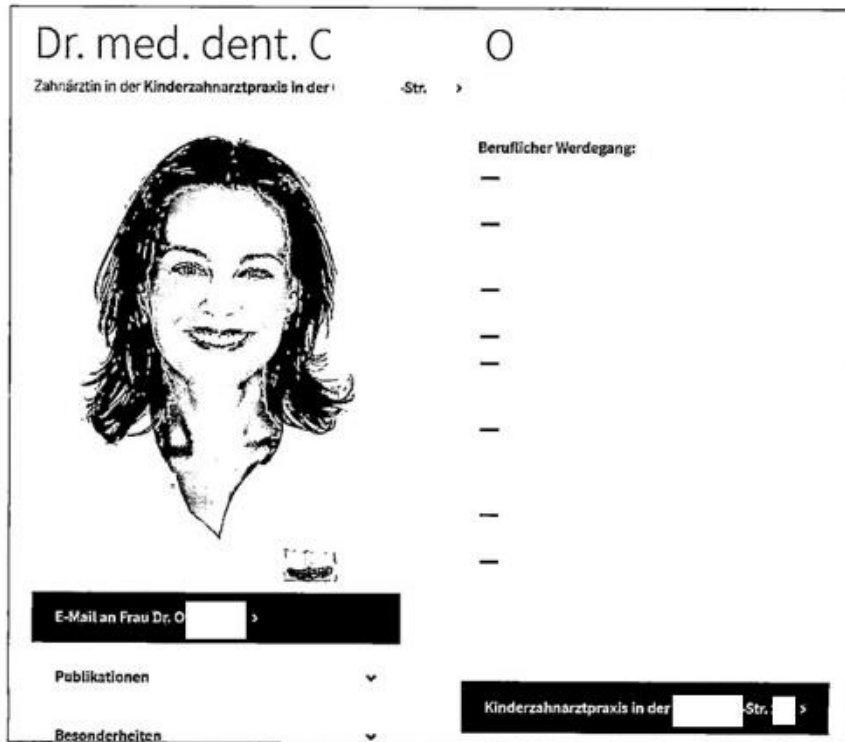 Dr. med. dent. C O
Zahnärztin in der Kinderzahnarztpraxis in der -Str. >
Beruflicher Werdegang:
—
—
—
—
—
—
—
—
E-Mail an Frau Dr. O >
Publikationen
Besonderheiten
Kinderzahnarztpraxis in der -Str. >